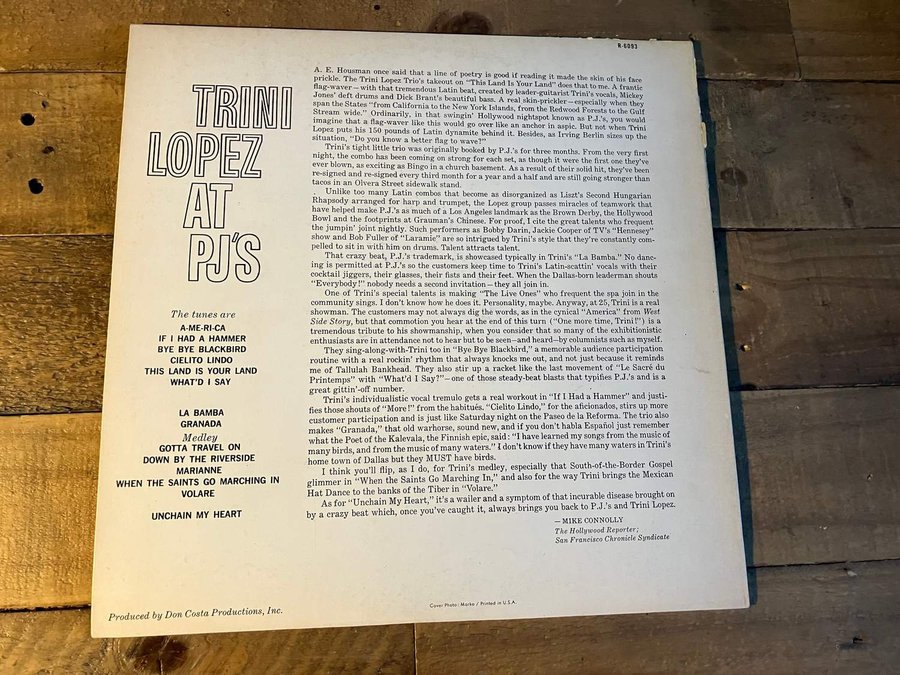 R-6093
TRINI
LOPEZ
AT
PJ'S
The tunes are
A-ME-RI-CA
IF I HAD A HAMMER
BYE BYE BLACKBIRD
CIELITO LINDO
THIS LAND IS YOUR LAND
WHAT'D I SAY
LA BAMBA
GRANADA
Medley
GOTTA TRAVEL ON
DOWN BY THE RIVERSIDE
MARIANNE
WHEN THE SAINTS GO MARCHING IN
VOLARE
UNCHAIN MY HEART
A. E. Housman once said that a line of poetry is good if reading it made the skin of his face
prickle. The Trini Lopez Trio's takeout on "This Land Is Your Land" does that to me. A frantic
flag-waver—with that tremendous Latin beat, created by leader-guitarist Trini's vocals, Mickey
Jones' deft drums and Dick Brant's beautiful bass. A real skin-prickler—especially when they
span the States "from California to the New York Islands, from the Redwood Forests to the Gulf
Stream wide." Ordinarily, in that swingin' Hollywood nightspot known as P.J.'s, you would
imagine that a flag-waver like this would go over like an anchor in aspic. But not when Trini
Lopez puts his 150 pounds of Latin dynamite behind it. Besides, as Irving Berlin sizes up the
situation, "Do you know a better flag to wave?"
Trini's tight little trio was originally booked by P.J.'s for three months. From the very first
night, the combo has been coming on strong for each set, as though it were the first one they've
ever blown, as exciting as Bingo in a church basement. As a result of their solid hit, they've been
re-signed and re-signed every third month for a year and a half and are still going stronger than
tacos in an Olvera Street sidewalk stand.
Unlike too many Latin combos that become as disorganized as Liszt's Second Hungarian
Rhapsody arranged for harp and trumpet, the Lopez group passes miracles of teamwork that
have helped make P.J.'s as much of a Los Angeles landmark as the Brown Derby, the Hollywood
Bowl and the footprints at Grauman's Chinese. For proof, I cite the great talents who frequent
the jumpin' joint nightly. Such performers as Bobby Darin, Jackie Cooper of TV's "Hennesey"
show and Bob Fuller of "Laramie" are so intrigued by Trini's style that they're constantly com-
pelled to sit in with him on drums. Talent attracts talent.
That crazy beat, P.J.'s trademark, is showcased typically in Trini's "La Bamba." No danc-
ing is permitted at P.J.'s so the customers keep time to Trini's Latin-scattin' vocals with their
cocktail jiggers, their glasses, their fists and their feet. When the Dallas-born leaderman shouts
"Everybody!" nobody needs a second invitation—they all join in.
One of Trini's special talents is making "The Live Ones" who frequent the spa join in the
community sings. I don't know how he does it. Personality, maybe. Anyway, at 25, Trini is a real
showman. The customers may not always dig the words, as in the cynical "America" from West
Side Story, but that commotion you hear at the end of this turn ("One more time, Trini!") is a
tremendous tribute to his showmanship, when you consider that so many of the exhibitionistic
enthusiasts are in attendance not to hear but to be seen—and heard—by columnists such as myself.
They sing-along-with-Trini too in "Bye Bye Blackbird," a memorable audience participation
routine with a real rockin' rhythm that always knocks me out, and not just because it reminds
me of Tallulah Bankhead. They also stir up a racket like the last movement of "Le Sacré du
Printemps" with "What'd I Say?"—one of those steady-beat blasts that typifies P.J.'s and is a
great gittin'-off number.
Trini's individualistic vocal tremulo gets a real workout in "If I Had a Hammer" and justi-
fies those shouts of "More!" from the habitués. "Cielito Lindo," for the aficionados, stirs up more
customer participation and is just like Saturday night on the Paseo de la Reforma. The trio also
makes "Granada," that old warhorse, sound new, and if you don't habla Español just remember
what the Poet of the Kalevala, the Finnish epic, said: "I have learned my songs from the music of
many birds, and from the music of many waters." I don't know if they have many waters in Trini's
home town of Dallas but they MUST have birds.
I think you'll flip, as I do, for Trini's medley, especially that South-of-the-Border Gospel
glimmer in "When the Saints Go Marching In," and also for the way Trini brings the Mexican
Hat Dance to the banks of the Tiber in "Volare."
As for "Unchain My Heart," it's a wailer and a symptom of that incurable disease brought on
by a crazy beat which, once you've caught it, always brings you back to P.J.'s and Trini Lopez.
—MIKE CONNOLLY
The Hollywood Reporter;
San Francisco Chronicle Syndicate
Produced by Don Costa Productions, Inc.
Cover Photo: Marko / Printed in U.S.A.